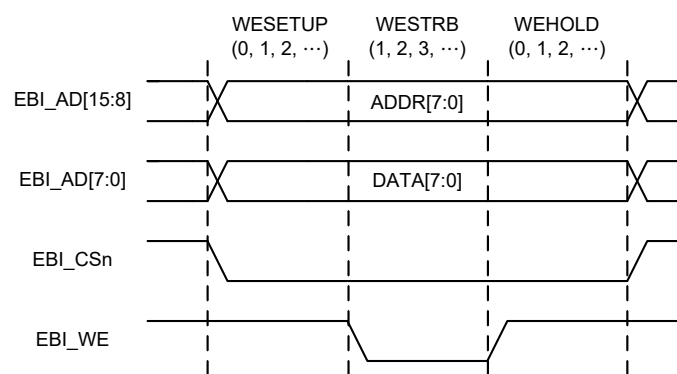 WESETUP WESTRB WEHOLD
(0, 1, 2, ⋯) (1, 2, 3, ⋯) (0, 1, 2, ⋯)
EBI_AD[15:8] ADDR[7:0]
EBI_AD[7:0] DATA[7:0]
EBI_CSn
EBI_WE